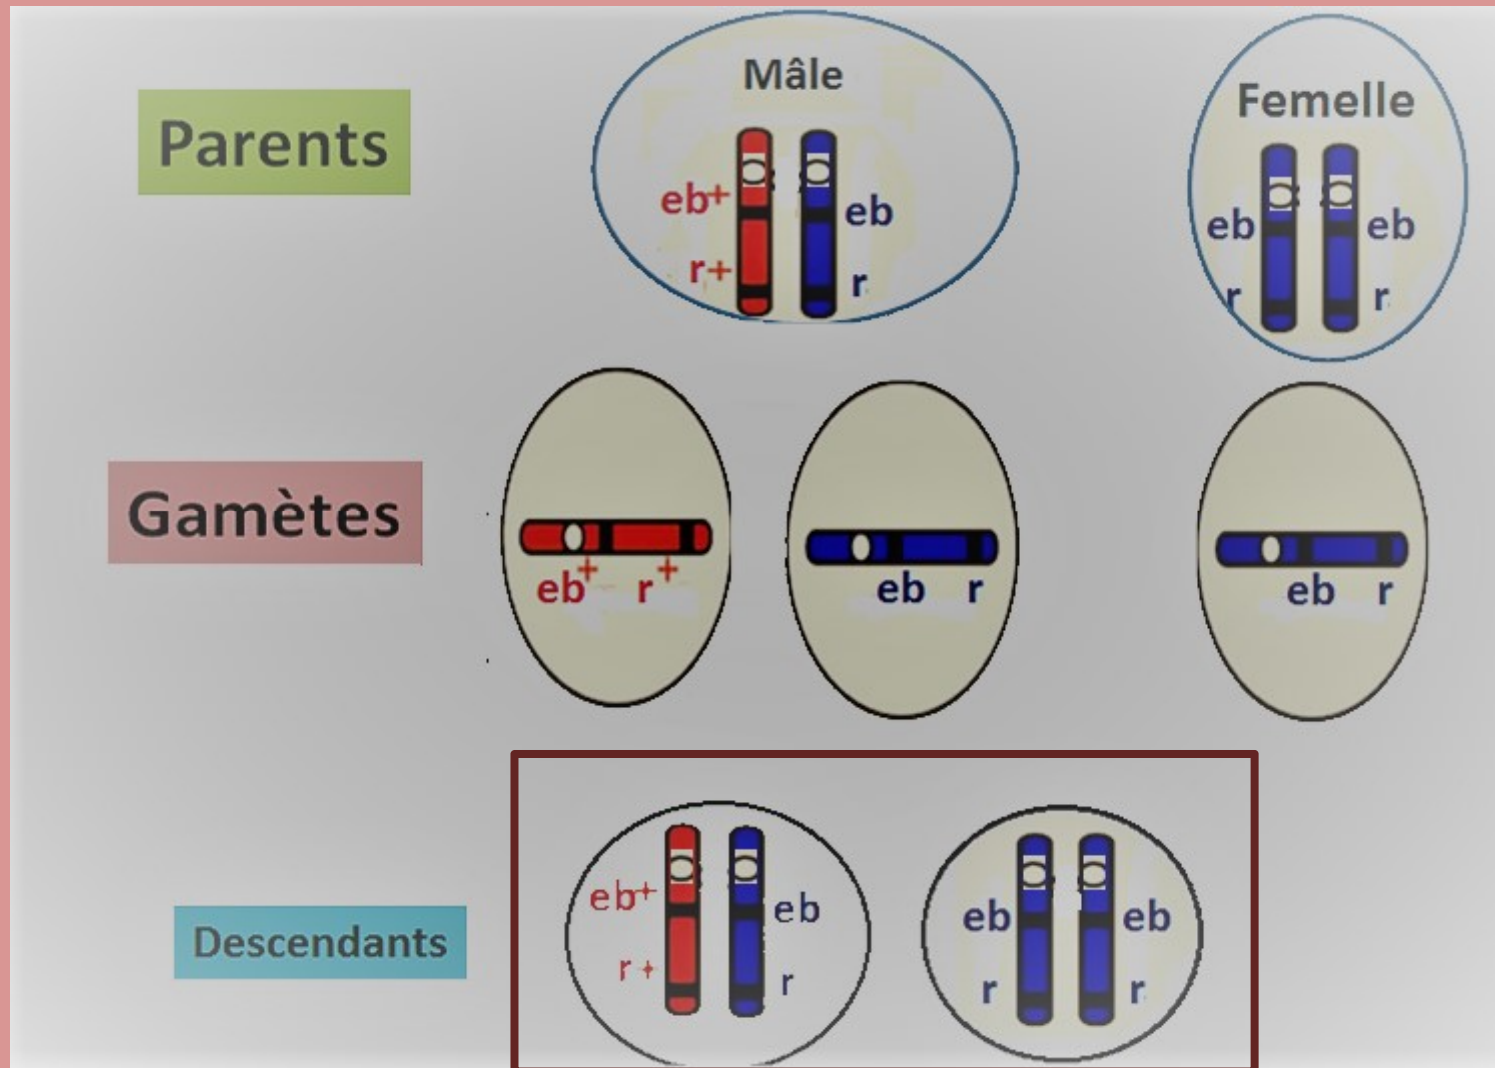 Parents
Mâle
eb+
r+
eb
r
Femelle
eb
r
eb
r
Gamètes
eb+ r+
eb r
eb r
Descendants
eb+
r+
eb
r
eb
r
eb
r